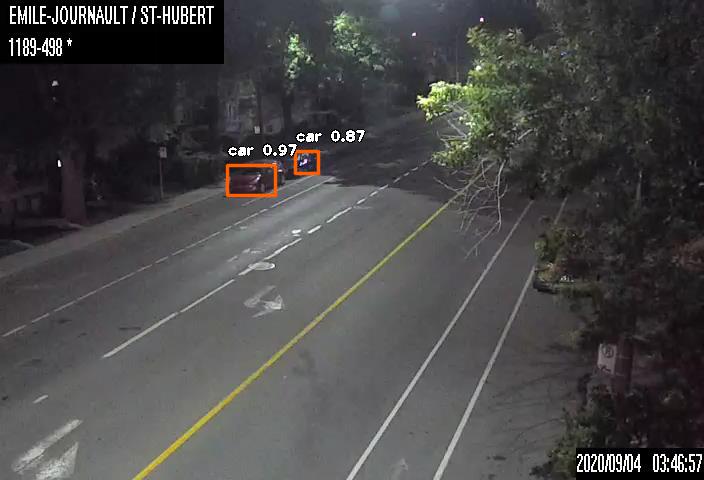 EMILE-JOURNAULT / ST-HUBERT
1189-498 *
car 0.97
car 0.87
2020/09/04 03:46:57